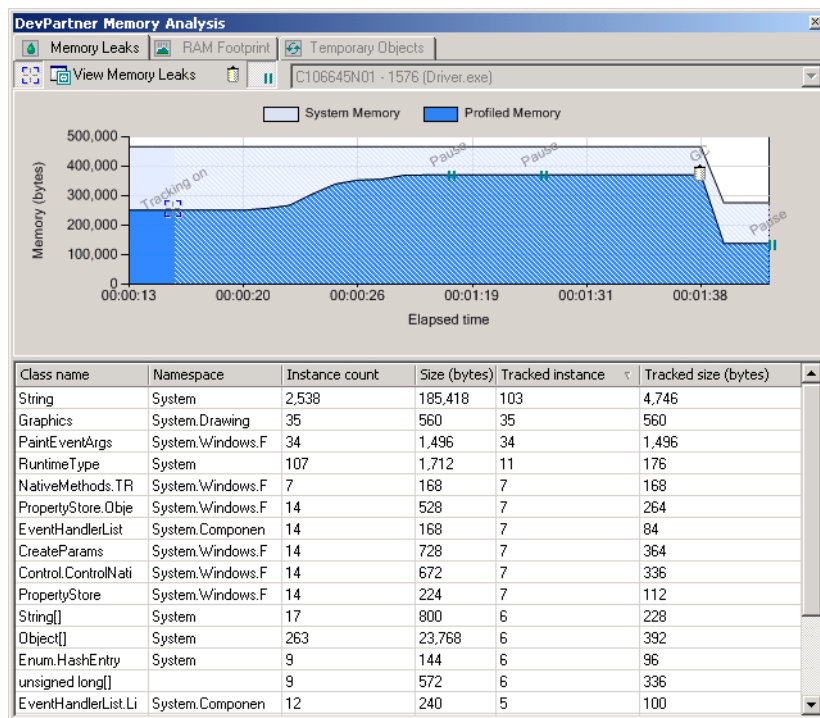 DevPartner Memory Analysis
Memory Leaks RAM Footprint Temporary Objects
View Memory Leaks C106645N01 - 1576 (Driver.exe)
System Memory Profiled Memory
500,000
400,000
300,000
200,000
100,000
0
Memory (bytes)
Tracking on
Pause
Pause
GC
Pause
00:00:13 00:00:20 00:00:26 00:01:19 00:01:31 00:01:38
Elapsed time
Class name Namespace Instance count Size (bytes) Tracked instance Tracked size (bytes)
String System 2,538 185,418 103 4,746
Graphics System.Drawing 35 560 35 560
PaintEventArgs System.Windows.F 34 1,496 34 1,496
RuntimeType System 107 1,712 11 176
NativeMethods.TR System.Windows.F 7 168 7 168
PropertyStore.Obje System.Windows.F 14 528 7 264
EventHandlerList System.Componen 14 168 7 84
CreateParams System.Windows.F 14 728 7 364
Control.ControlNati System.Windows.F 14 672 7 336
PropertyStore System.Windows.F 14 224 7 112
String[] System 17 800 6 228
Object[] System 263 23,768 6 392
Enum.HashEntry System 9 144 6 96
unsigned long[] 9 572 6 336
EventHandlerList.Li System.Componen 12 240 5 100